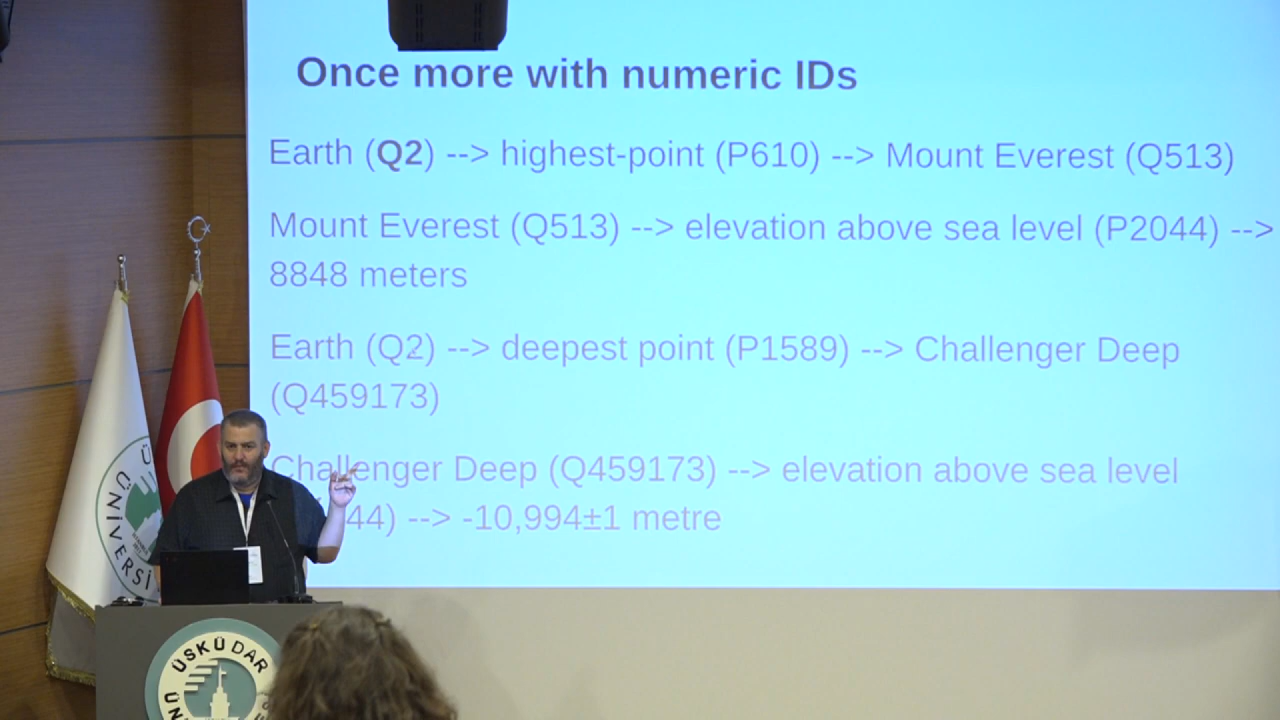 Once more with numeric IDs
Earth (Q2) --> highest-point (P610) --> Mount Everest (Q513)
Mount Everest (Q513) --> elevation above sea level (P2044) -->
8848 meters
Earth (Q2) --> deepest point (P1589) --> Challenger Deep
(Q459173)
Challenger Deep (Q459173) --> elevation above sea level
44) --> -10,994±1 metre
ÜNİVERSİ
ÜSKÜDAR